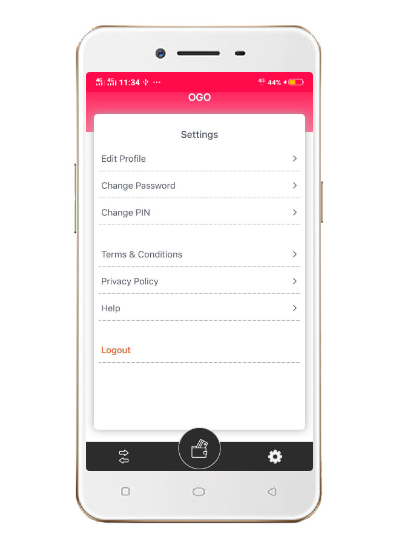 4G 4G 11:34 ... 4G 44%
OGO
Settings
Edit Profile
Change Password
Change PIN
Terms & Conditions
Privacy Policy
Help
Logout